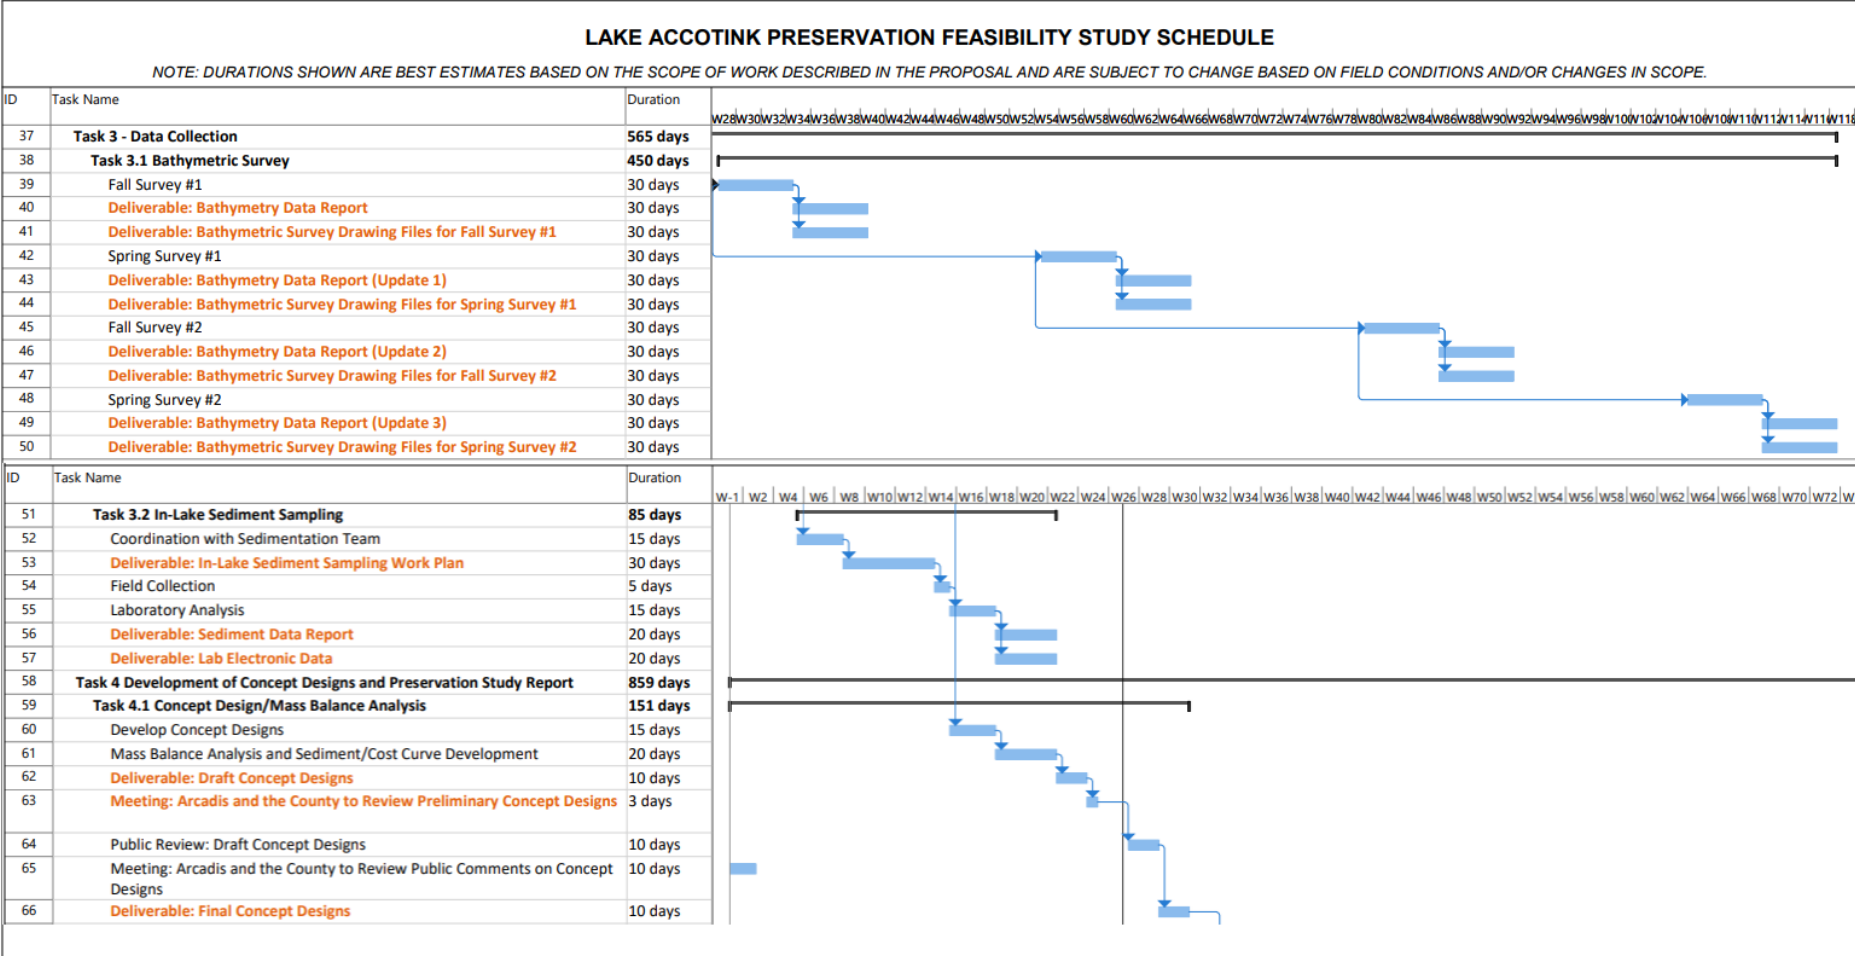 LAKE ACCOTINK PRESERVATION FEASIBILITY STUDY SCHEDULE
NOTE: DURATIONS SHOWN ARE BEST ESTIMATES BASED ON THE SCOPE OF WORK DESCRIBED IN THE PROPOSAL AND ARE SUBJECT TO CHANGE BASED ON FIELD CONDITIONS AND/OR CHANGES IN SCOPE.
ID Task Name Duration
W28W30W32W34W36W38W40W42W44W46W48W50W52W54W56W58W60W62W64W66W68W70W72W74W76W78W80W82W84W86W88W90W92W94W96W98W100W102W104W106W108W110W112W114W116W118
37 Task 3 - Data Collection 565 days
38 Task 3.1 Bathymetric Survey 450 days
39 Fall Survey #1 30 days
40 Deliverable: Bathymetry Data Report 30 days
41 Deliverable: Bathymetric Survey Drawing Files for Fall Survey #1 30 days
42 Spring Survey #1 30 days
43 Deliverable: Bathymetry Data Report (Update 1) 30 days
44 Deliverable: Bathymetric Survey Drawing Files for Spring Survey #1 30 days
45 Fall Survey #2 30 days
46 Deliverable: Bathymetry Data Report (Update 2) 30 days
47 Deliverable: Bathymetric Survey Drawing Files for Fall Survey #2 30 days
48 Spring Survey #2 30 days
49 Deliverable: Bathymetry Data Report (Update 3) 30 days
50 Deliverable: Bathymetric Survey Drawing Files for Spring Survey #2 30 days
ID Task Name Duration
W-1 W2 W4 W6 W8 W10 W12 W14 W16 W18 W20 W22 W24 W26 W28 W30 W32 W34 W36 W38 W40 W42 W44 W46 W48 W50 W52 W54 W56 W58 W60 W62 W64 W66 W68 W70 W72 W
51 Task 3.2 In-Lake Sediment Sampling 85 days
52 Coordination with Sedimentation Team 15 days
53 Deliverable: In-Lake Sediment Sampling Work Plan 30 days
54 Field Collection 5 days
55 Laboratory Analysis 15 days
56 Deliverable: Sediment Data Report 20 days
57 Deliverable: Lab Electronic Data 20 days
58 Task 4 Development of Concept Designs and Preservation Study Report 859 days
59 Task 4.1 Concept Design/Mass Balance Analysis 151 days
60 Develop Concept Designs 15 days
61 Mass Balance Analysis and Sediment/Cost Curve Development 20 days
62 Deliverable: Draft Concept Designs 10 days
63 Meeting: Arcadis and the County to Review Preliminary Concept Designs 3 days
64 Public Review: Draft Concept Designs 10 days
65 Meeting: Arcadis and the County to Review Public Comments on Concept 10 days
Designs
66 Deliverable: Final Concept Designs 10 days